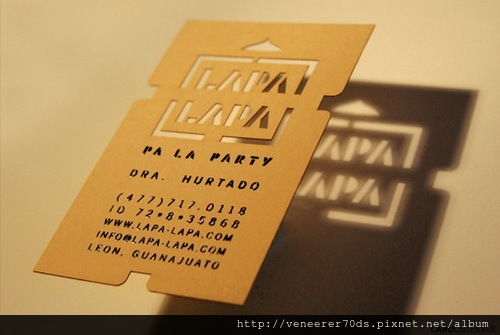 LAPA
LAPA
PA LA PARTY
DRA. HURTADO
(477)717.0118
ID 72*8*35868
WWW.LAPA-LAPA.COM
INFO@LAPA-LAPA.COM
LEON, GUANAJUATO
LAPA
APA
http://veneerer70ds.pixnet.net/album